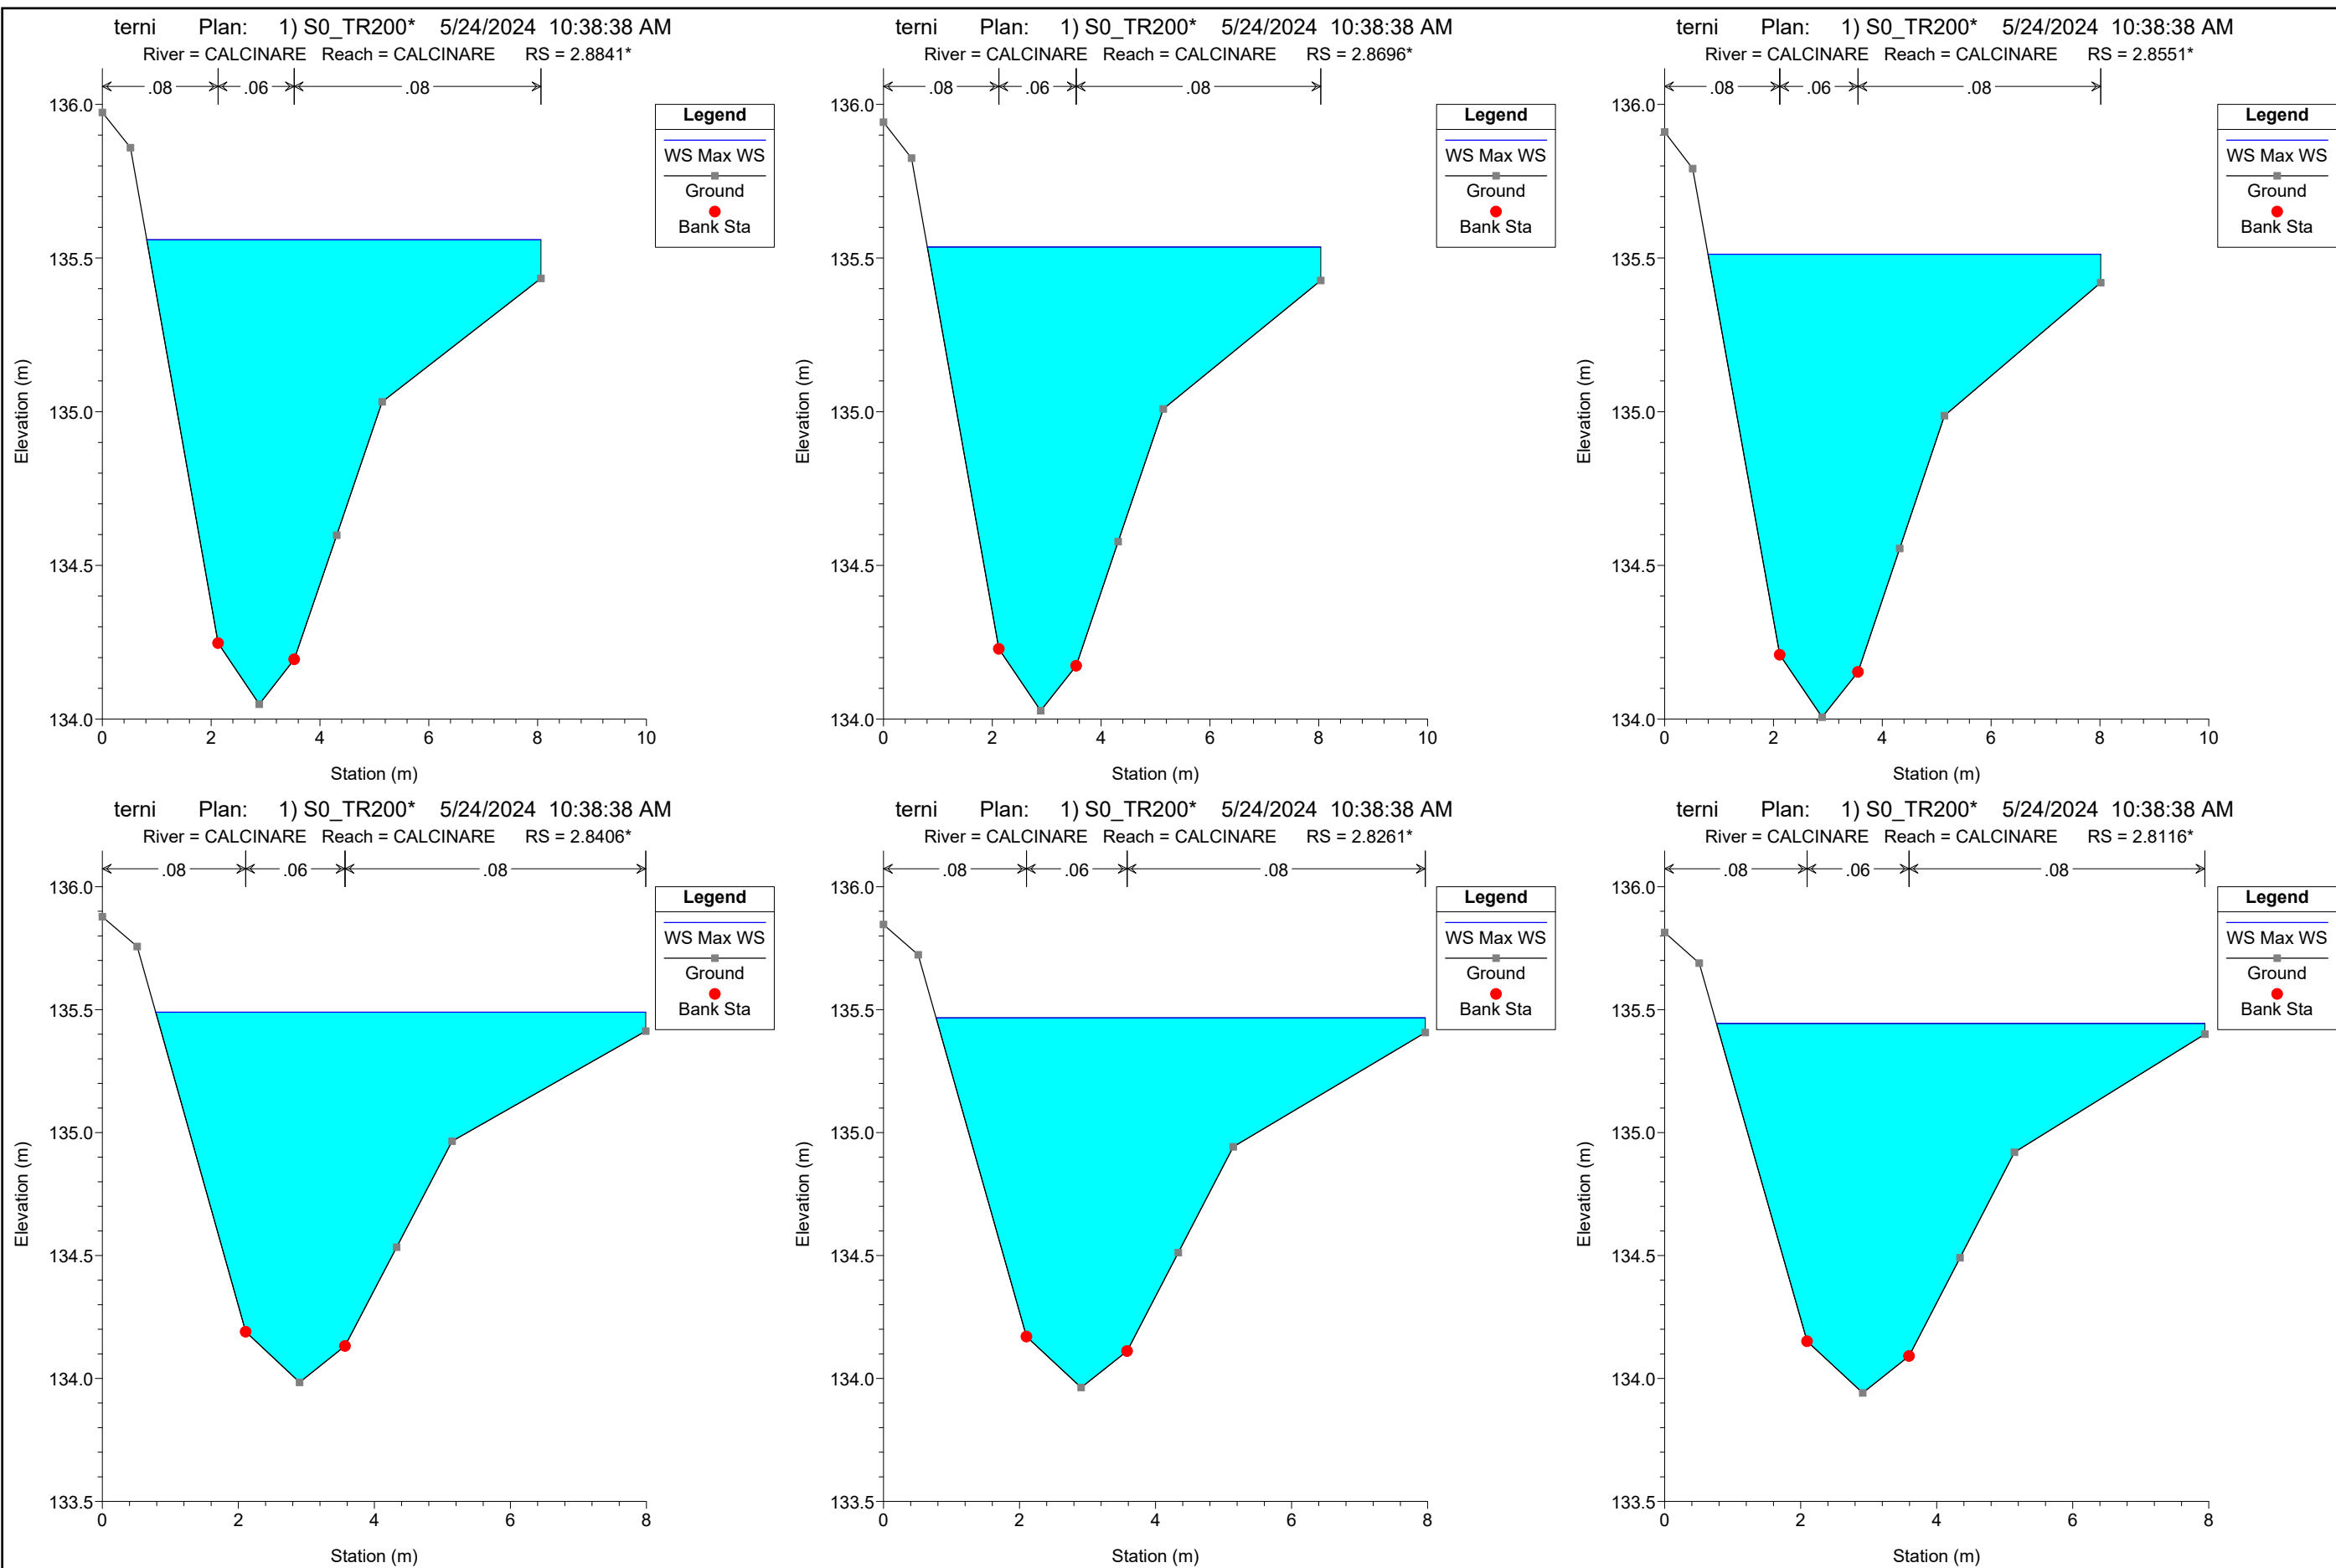 terni Plan: 1) S0_TR200* 5/24/2024 10:38:38 AM
River = CALCINARE Reach = CALCINARE RS = 2.8841*
.08 .06 .08
Legend
WS Max WS
Ground
Bank Sta
136.0
135.5
135.0
134.5
134.0
0 2 4 6 8 10
Elevation (m)
Station (m)
terni Plan: 1) S0_TR200* 5/24/2024 10:38:38 AM
River = CALCINARE Reach = CALCINARE RS = 2.8696*
.08 .06 .08
Legend
WS Max WS
Ground
Bank Sta
136.0
135.5
135.0
134.5
134.0
0 2 4 6 8 10
Elevation (m)
Station (m)
terni Plan: 1) S0_TR200* 5/24/2024 10:38:38 AM
River = CALCINARE Reach = CALCINARE RS = 2.8551*
.08 .06 .08
Legend
WS Max WS
Ground
Bank Sta
136.0
135.5
135.0
134.5
134.0
0 2 4 6 8 10
Elevation (m)
Station (m)
terni Plan: 1) S0_TR200* 5/24/2024 10:38:38 AM
River = CALCINARE Reach = CALCINARE RS = 2.8406*
.08 .06 .08
Legend
WS Max WS
Ground
Bank Sta
136.0
135.5
135.0
134.5
134.0
133.5
0 2 4 6 8
Elevation (m)
Station (m)
terni Plan: 1) S0_TR200* 5/24/2024 10:38:38 AM
River = CALCINARE Reach = CALCINARE RS = 2.8261*
.08 .06 .08
Legend
WS Max WS
Ground
Bank Sta
136.0
135.5
135.0
134.5
134.0
133.5
0 2 4 6 8
Elevation (m)
Station (m)
terni Plan: 1) S0_TR200* 5/24/2024 10:38:38 AM
River = CALCINARE Reach = CALCINARE RS = 2.8116*
.08 .06 .08
Legend
WS Max WS
Ground
Bank Sta
136.0
135.5
135.0
134.5
134.0
133.5
0 2 4 6 8
Elevation (m)
Station (m)